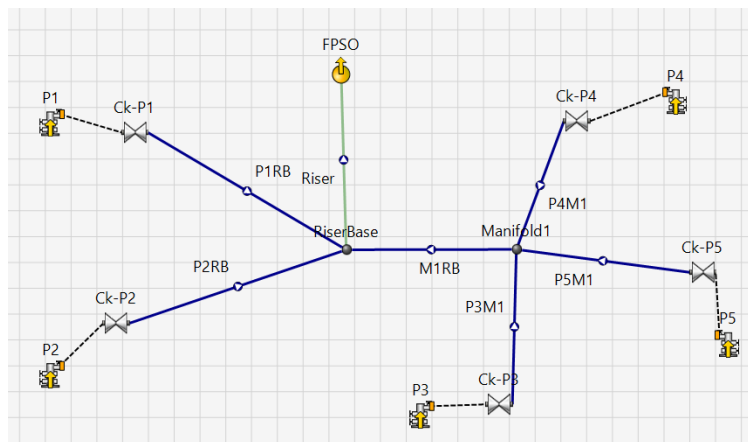 FPSO
P1
Ck-P1
Ck-P4
P4
P1RB
Riser
P4M1
RiserBase
Manifold1
P2RB
M1RB
P5M1
Ck-P5
Ck-P2
P3M1
P5
P2
P3
Ck-P3